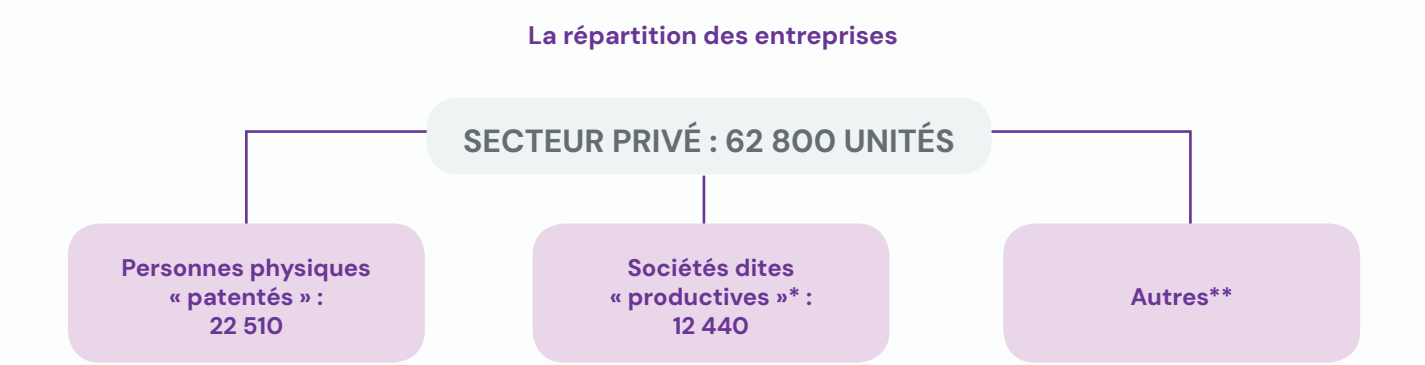 La répartition des entreprises
SECTEUR PRIVÉ : 62 800 UNITÉS
Personnes physiques
« patentés » :
22 510
Sociétés dites
« productives »* :
12 440
Autres**